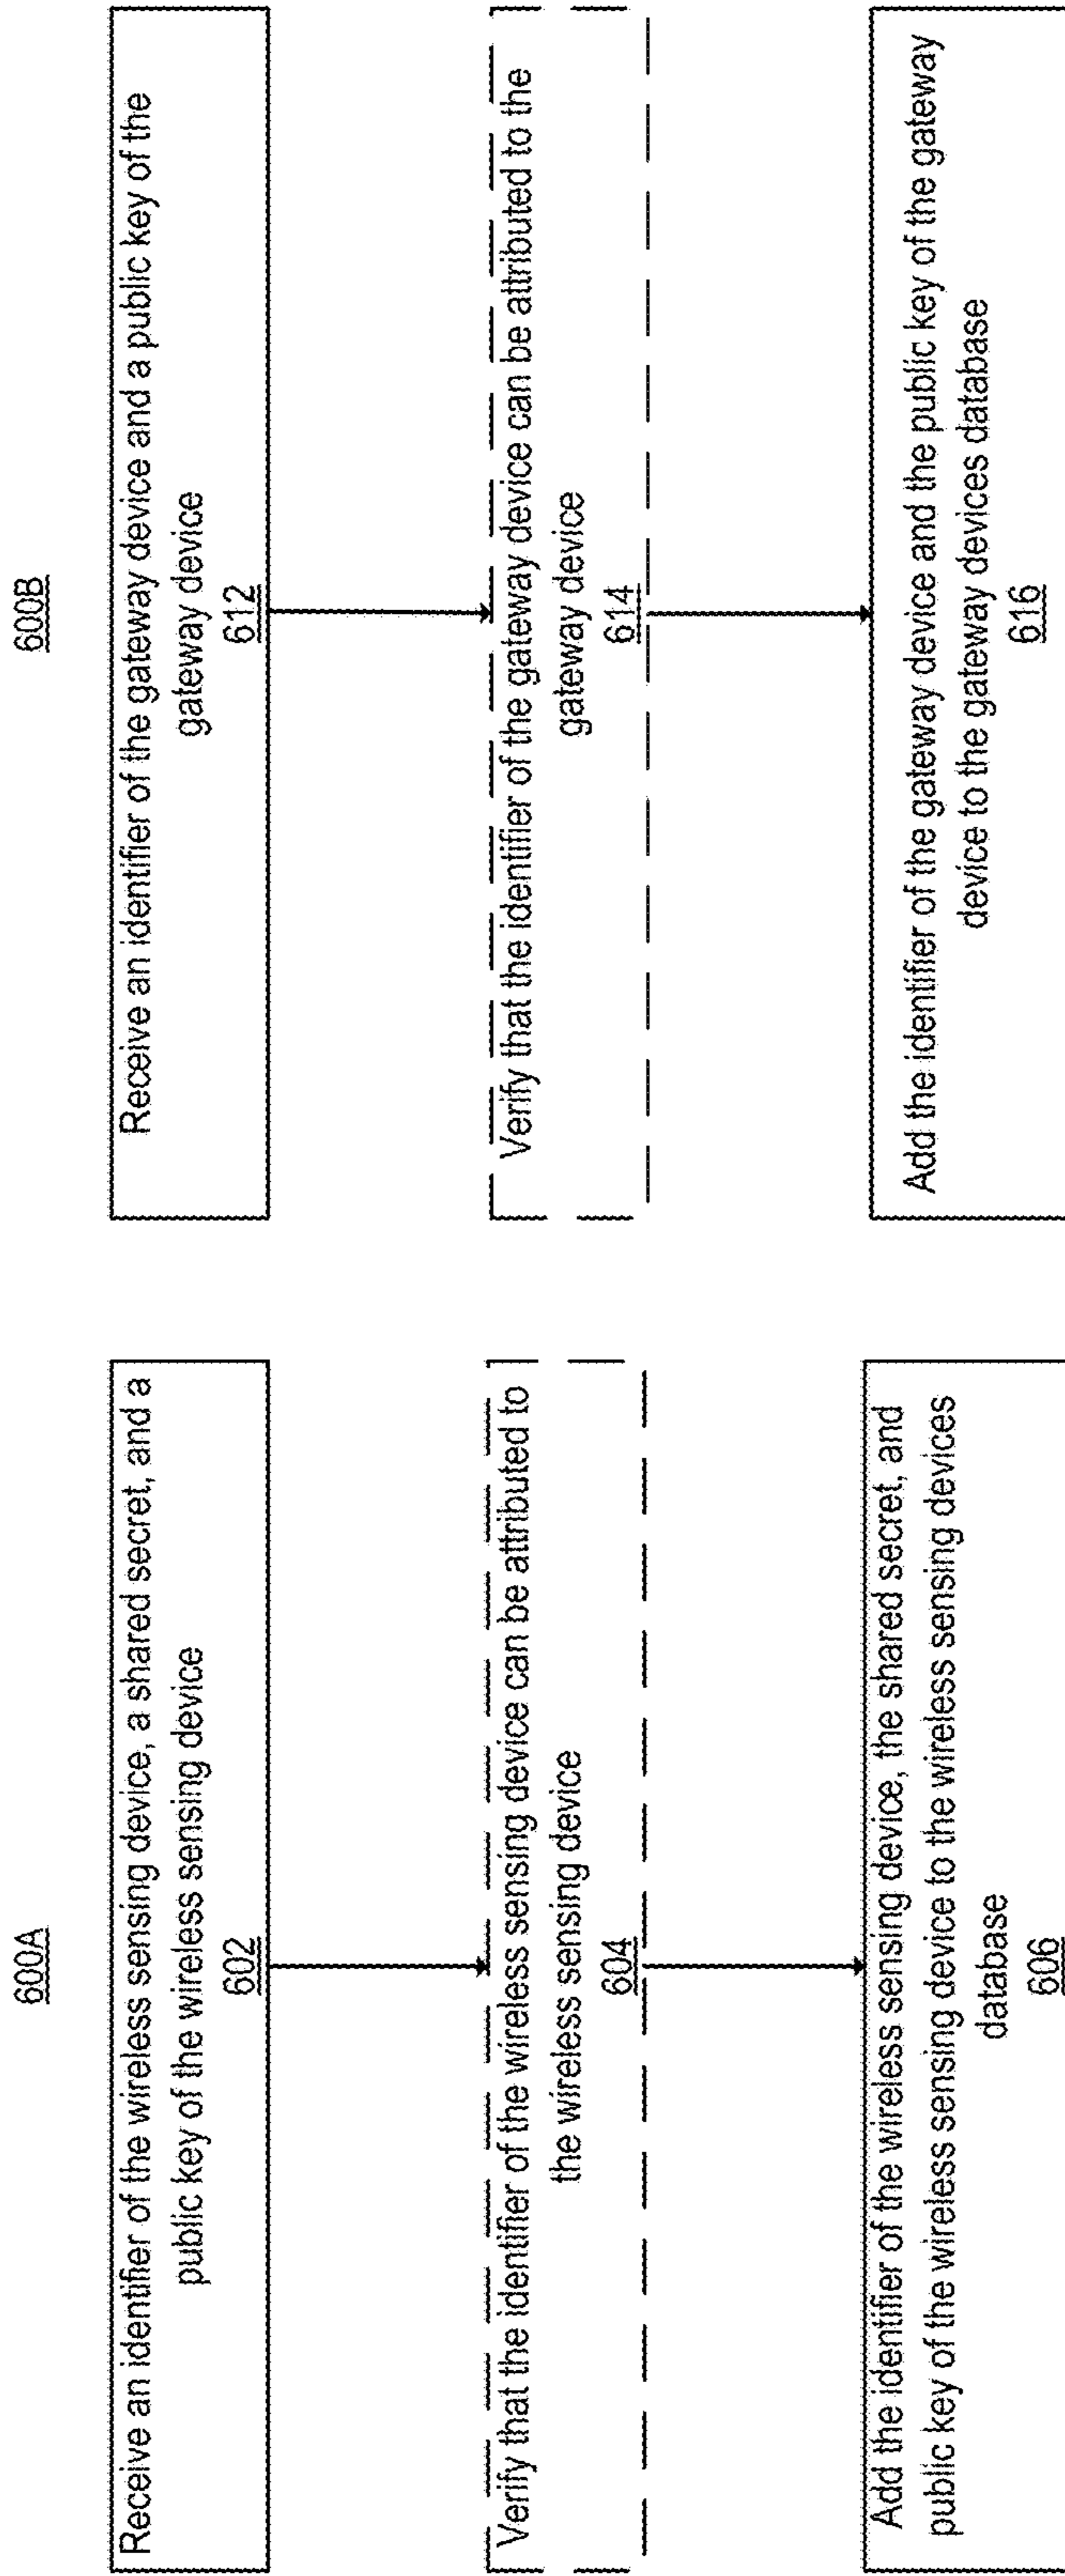 600A
Receive an identifier of the wireless sensing device, a shared secret, and a
public key of the wireless sensing device
602
Verify that the identifier of the wireless sensing device can be attributed to
the wireless sensing device
604
Add the identifier of the wireless sensing device, the shared secret, and
public key of the wireless sensing device to the wireless sensing devices
database
606
600B
Receive an identifier of the gateway device and a public key of the
gateway device
612
Verify that the identifier of the gateway device can be attributed to the
gateway device
614
Add the identifier of the gateway device and the public key of the gateway
device to the gateway devices database
616